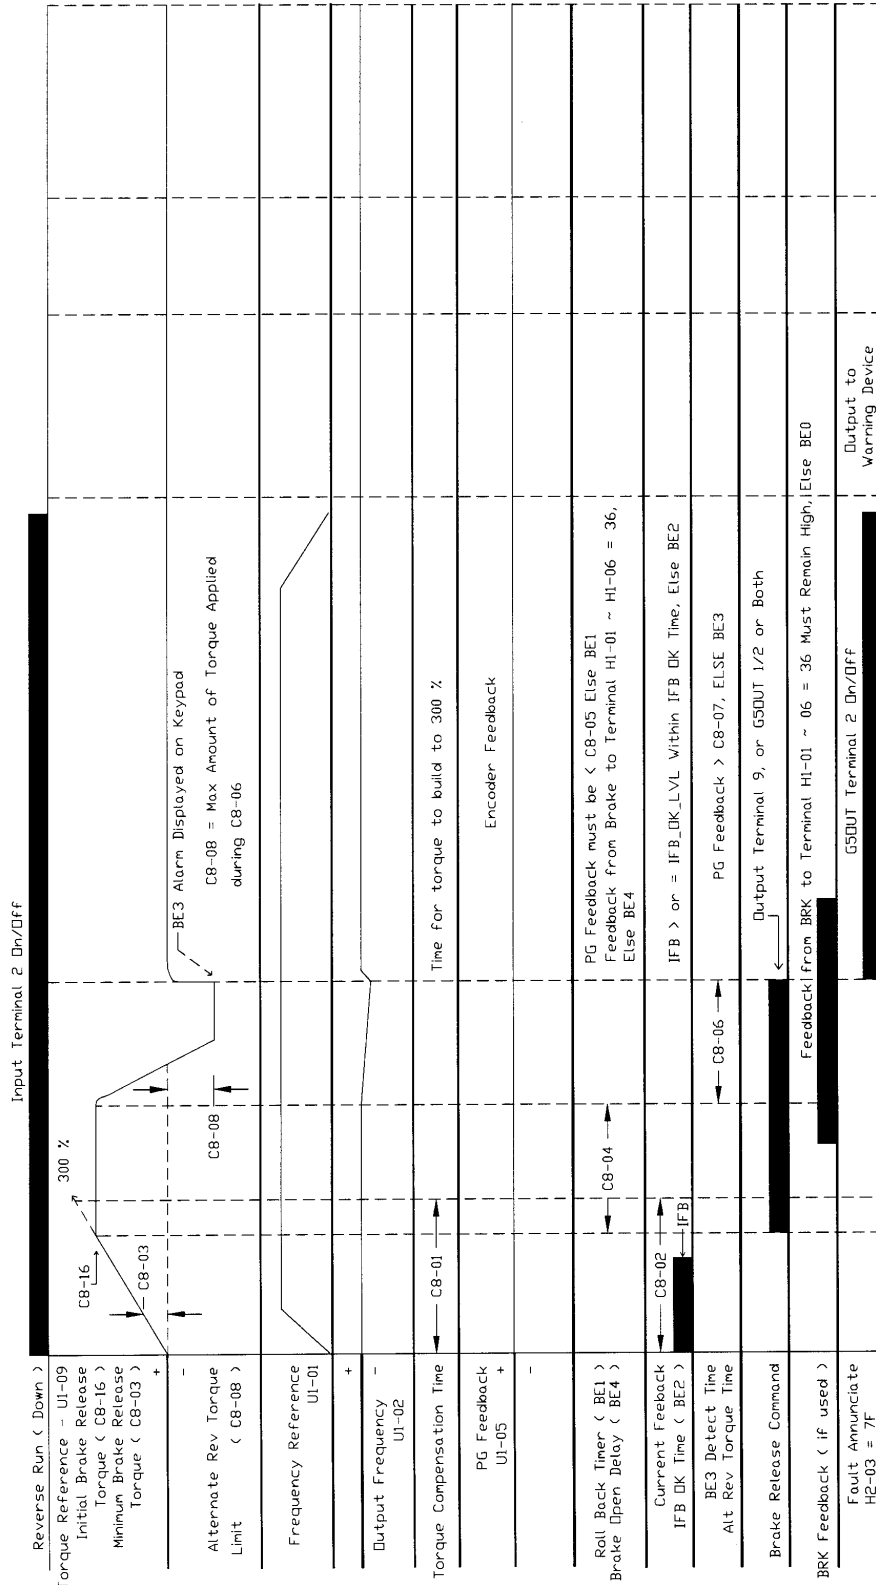 Input Terminal 2 On/Off
Reverse Run ( Down )
Torque Reference - U1-09
Initial Brake Release
Torque ( C8-16 )
Minimum Brake Release
Torque ( C8-03 )
+
-
Alternate Rev Torque
Limit ( C8-08 )
300 %
C8-16
C8-03
C8-08
BE3 Alarm Displayed on Keypad
C8-08 = Max Amount of Torque Applied
during C8-06
Frequency Reference
U1-01
+
Output Frequency -
U1-02
Torque Compensation Time
C8-01
Time for torque to build to 300 %
PG Feedback +
U1-05
-
Encoder Feedback
Roll Back Timer ( BE1 )
Brake Open Delay ( BE4 )
C8-04
PG Feedback must be < C8-05 Else BE1
Feedback from Brake to Terminal H1-01 ~ H1-06 = 36,
Else BE4
Current Feeback
IFB OK Time ( BE2 )
C8-02
IFB
IFB > or = IFB_OK_LVL Within IFB OK Time, Else BE2
BE3 Detect Time
Alt Rev Torque Time
C8-06
PG Feedback > C8-07, ELSE BE3
Brake Release Command
Output Terminal 9, or G5OUT 1/2 or Both
BRK Feedback ( if used )
Feedback from BRK to Terminal H1-01 ~ 06 = 36 Must Remain High, Else BE0
Fault Annunciate
H2-03 = 7F
G5OUT Terminal 2 On/Off
Output to
Warning Device